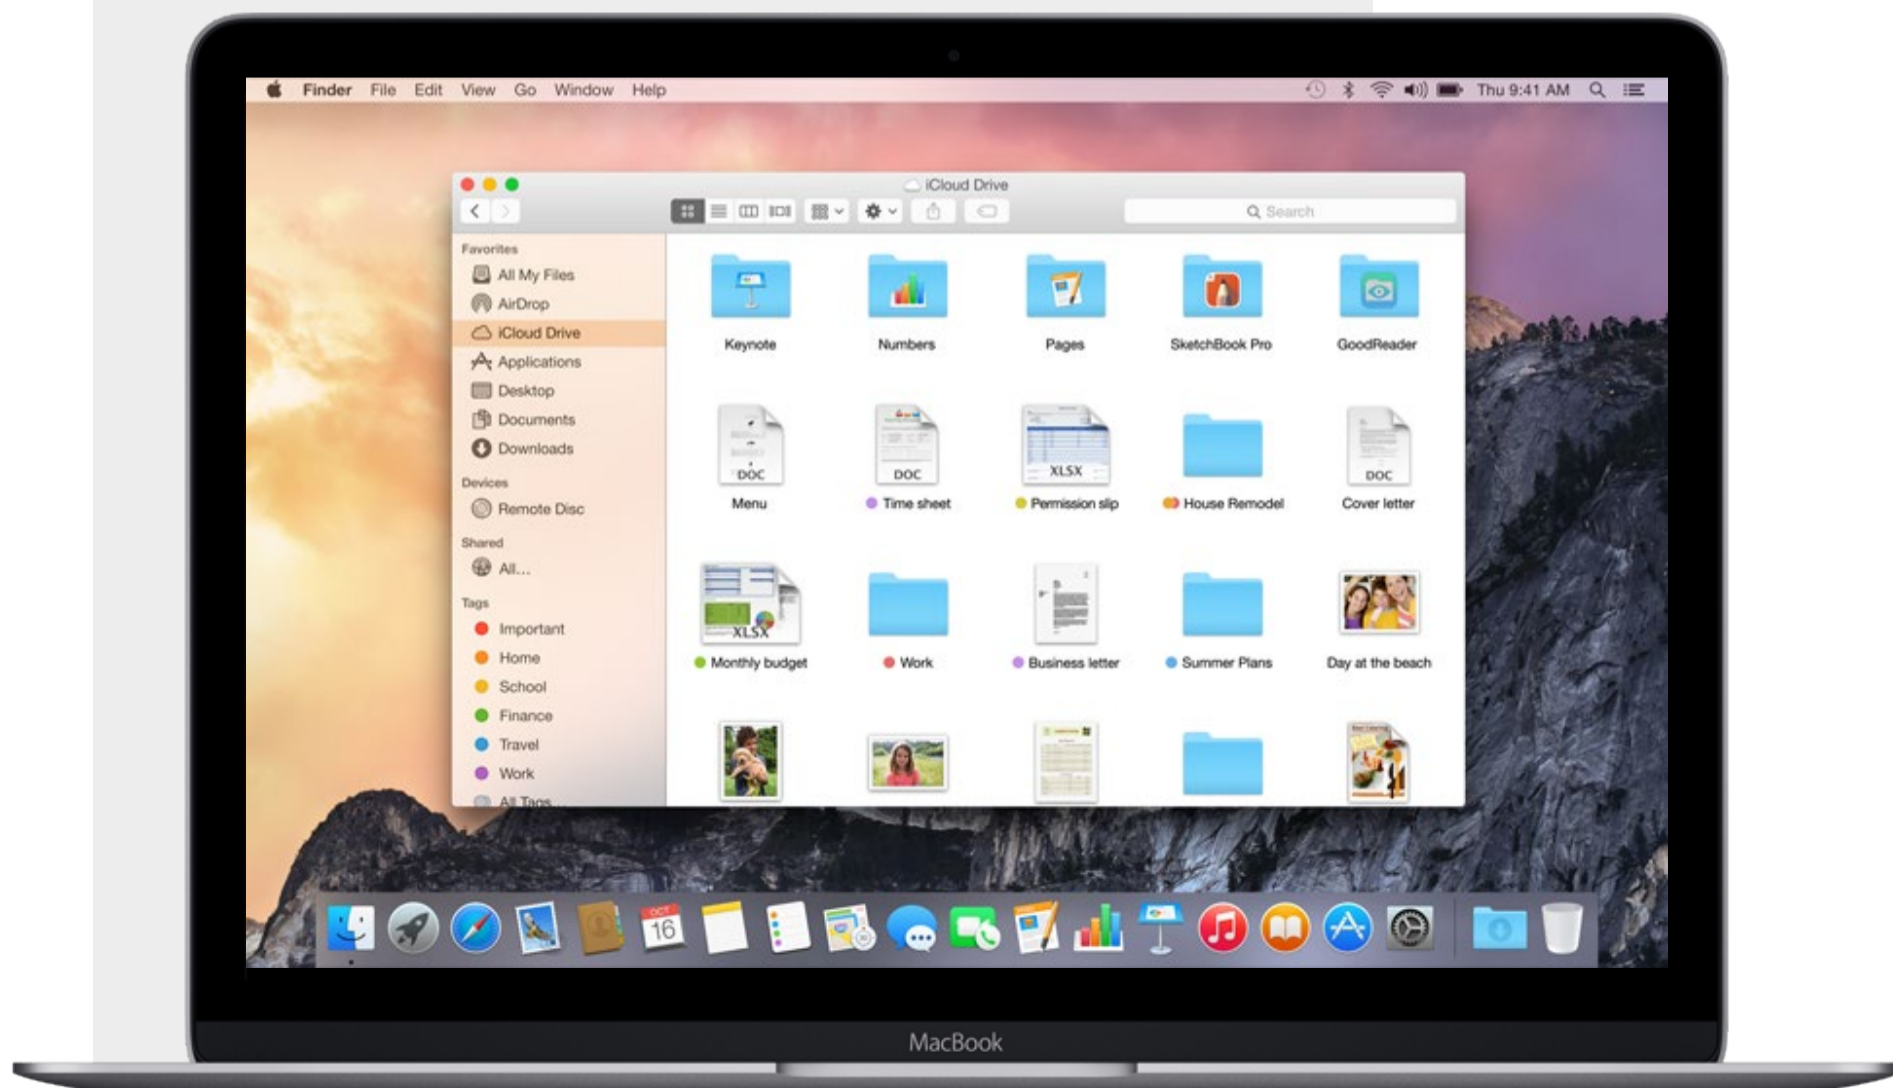 Finder File Edit View Go Window Help Thu 9:41 AM
iCloud Drive
Search
Favorites
All My Files
AirDrop
iCloud Drive
Applications
Desktop
Documents
Downloads
Devices
Remote Disc
Shared
All...
Tags
Important
Home
School
Finance
Travel
Work
All Tags...
Keynote Numbers Pages SketchBook Pro GoodReader
DOC DOC XLSX DOC
Menu Time sheet Permission slip House Remodel Cover letter
XLSX
Monthly budget Work Business letter Summer Plans Day at the beach
OCT
16
MacBook